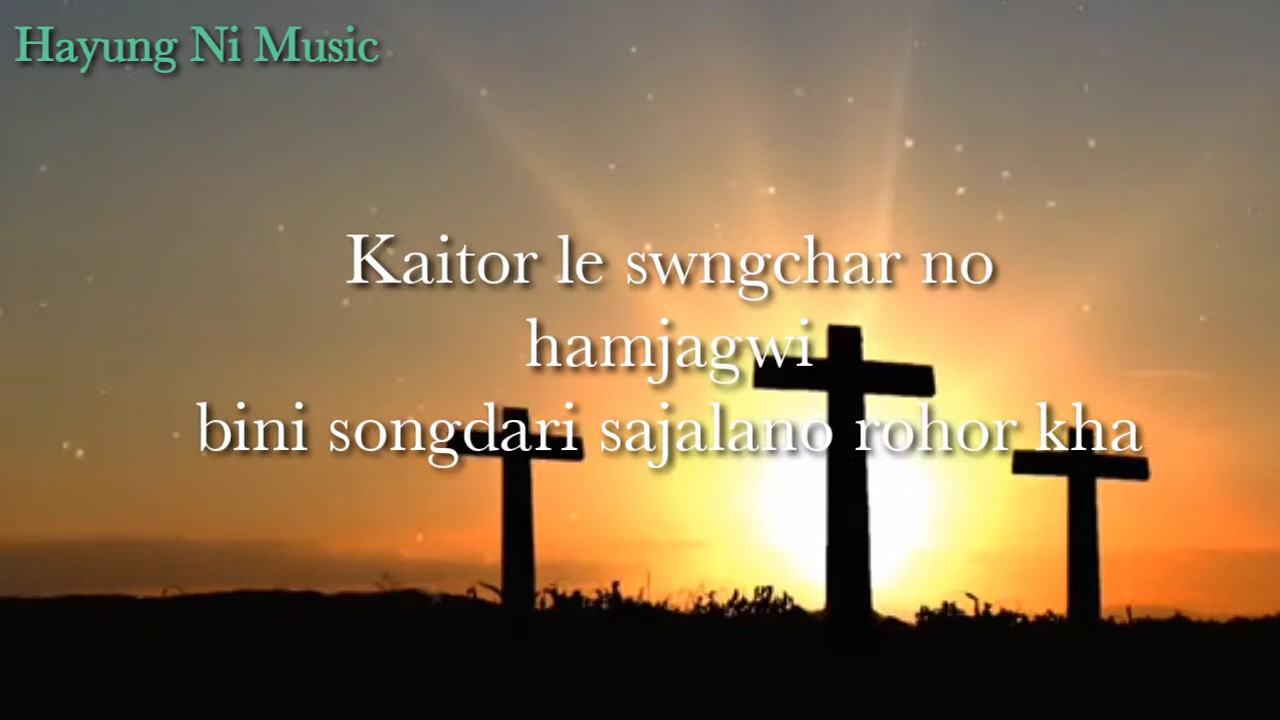 Hayung Ni Music
Kaitor le swngchar no
hamjagwi
bini songdari sajalano rohor kha